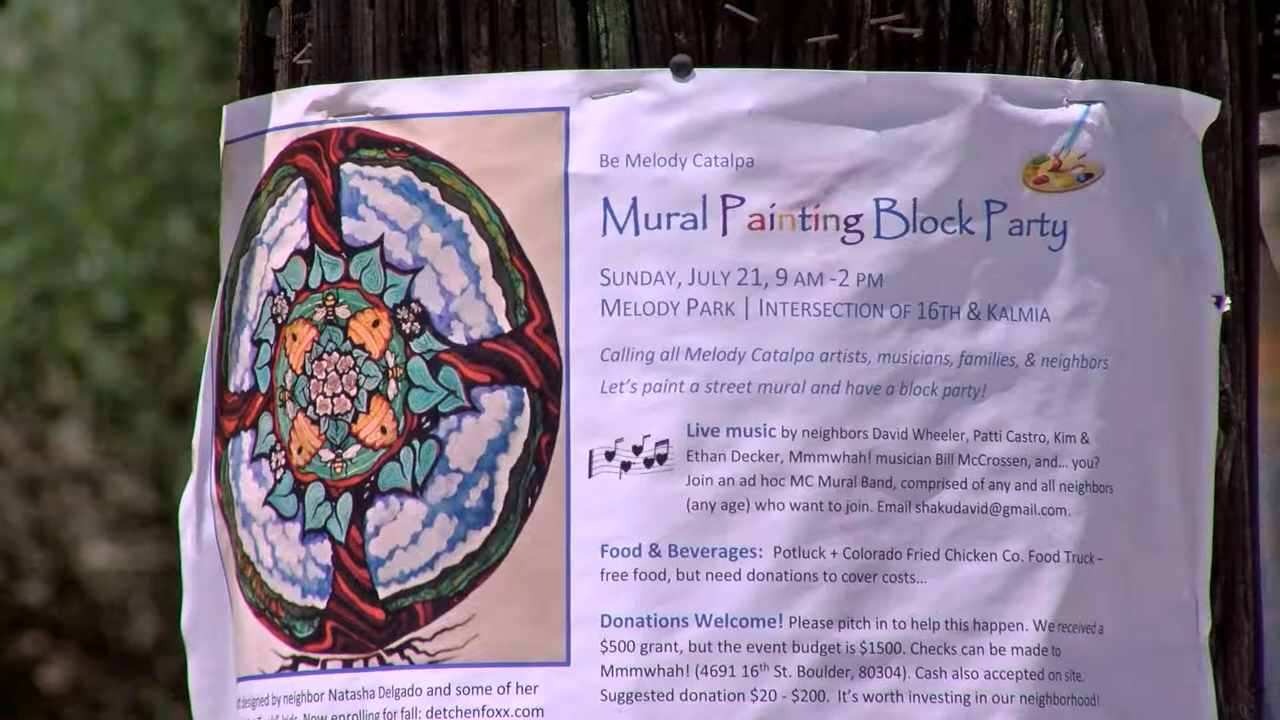 Be Melody Catalpa
Mural Painting Block Party
SUNDAY, JULY 21, 9 AM -2 PM
MELODY PARK | INTERSECTION OF 16TH & KALMIA
Calling all Melody Catalpa artists, musicians, families, & neighbors
Let's paint a street mural and have a block party!
Live music by neighbors David Wheeler, Patti Castro, Kim &
Ethan Decker, Mmmwhah! musician Bill McCrossen, and... you?
Join an ad hoc MC Mural Band, comprised of any and all neighbors
(any age) who want to join. Email shakudavid@gmail.com.
Food & Beverages: Potluck + Colorado Fried Chicken Co. Food Truck –
free food, but need donations to cover costs...
Donations Welcome! Please pitch in to help this happen. We received a
$500 grant, but the event budget is $1500. Checks can be made to
Mmmwhah! (4691 16th St. Boulder, 80304). Cash also accepted on site.
Suggested donation $20 - $200. It's worth investing in our neighborhood!
designed by neighbor Natasha Delgado and some of her
kids. Now enrolling for fall: detchenfoxx.com